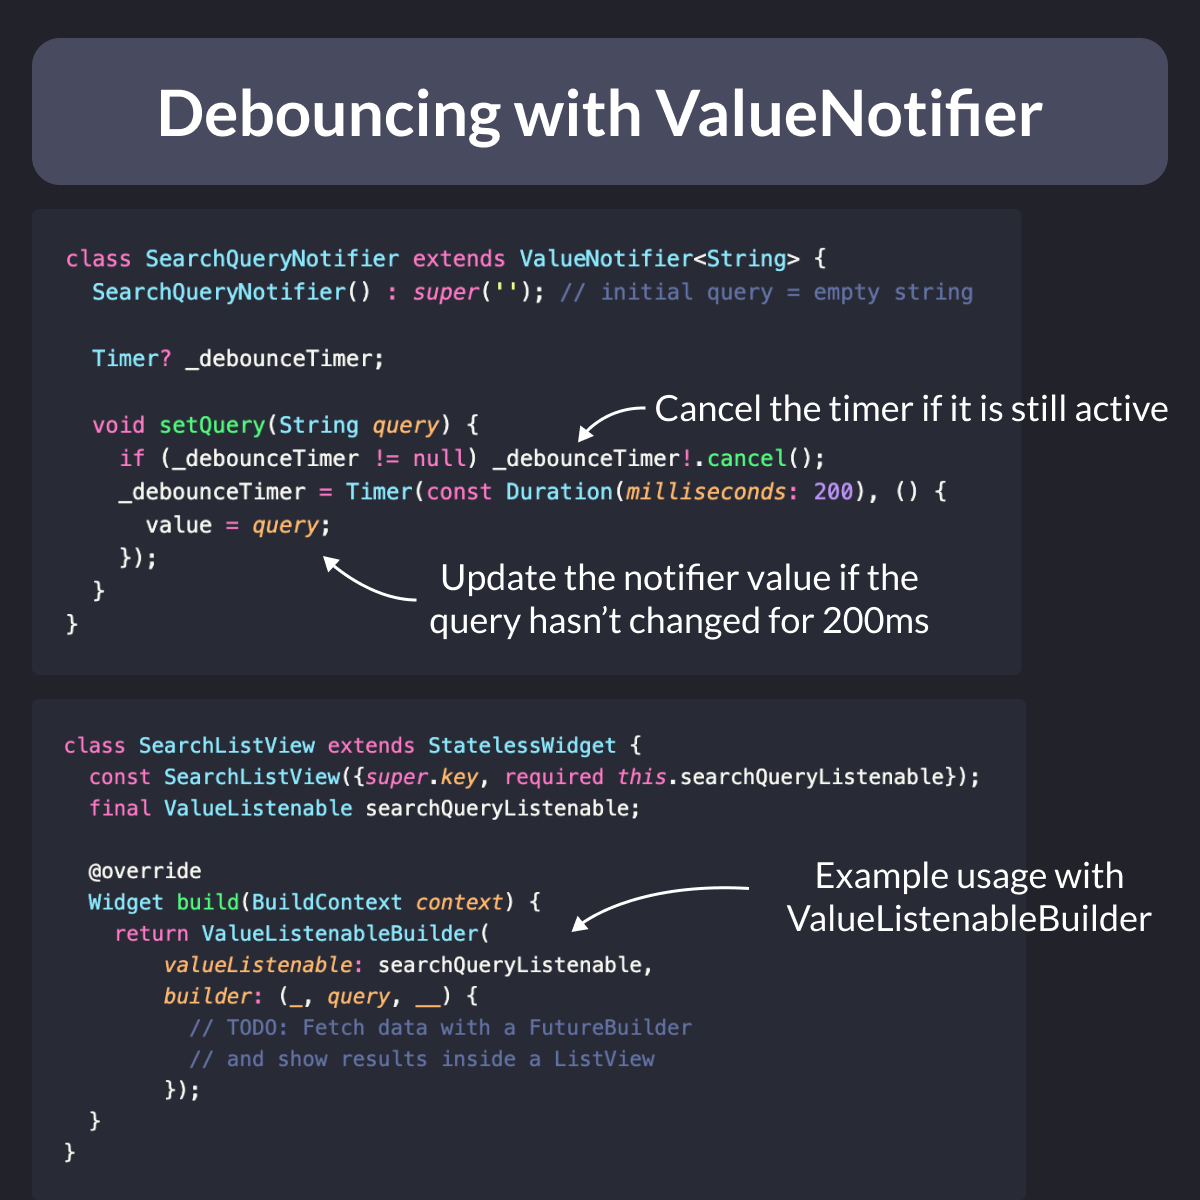 Debouncing with ValueNotifier
class SearchQueryNotifier extends ValueNotifier<String> {
  SearchQueryNotifier() : super(''); // initial query = empty string
  Timer? _debounceTimer;
Cancel the timer if it is still active
  void setQuery(String query) {
    if (_debounceTimer != null) _debounceTimer!.cancel();
    _debounceTimer = Timer(const Duration(milliseconds: 200), () {
      value = query;
    });
Update the notifier value if the
query hasn’t changed for 200ms
  }
}
class SearchListView extends StatelessWidget {
  const SearchListView({super.key, required this.searchQueryListenable});
  final ValueListenable searchQueryListenable;
  @override
Example usage with
ValueListenableBuilder
  Widget build(BuildContext context) {
    return ValueListenableBuilder(
        valueListenable: searchQueryListenable,
        builder: (_, query, __) {
          // TODO: Fetch data with a FutureBuilder
          // and show results inside a ListView
        });
  }
}